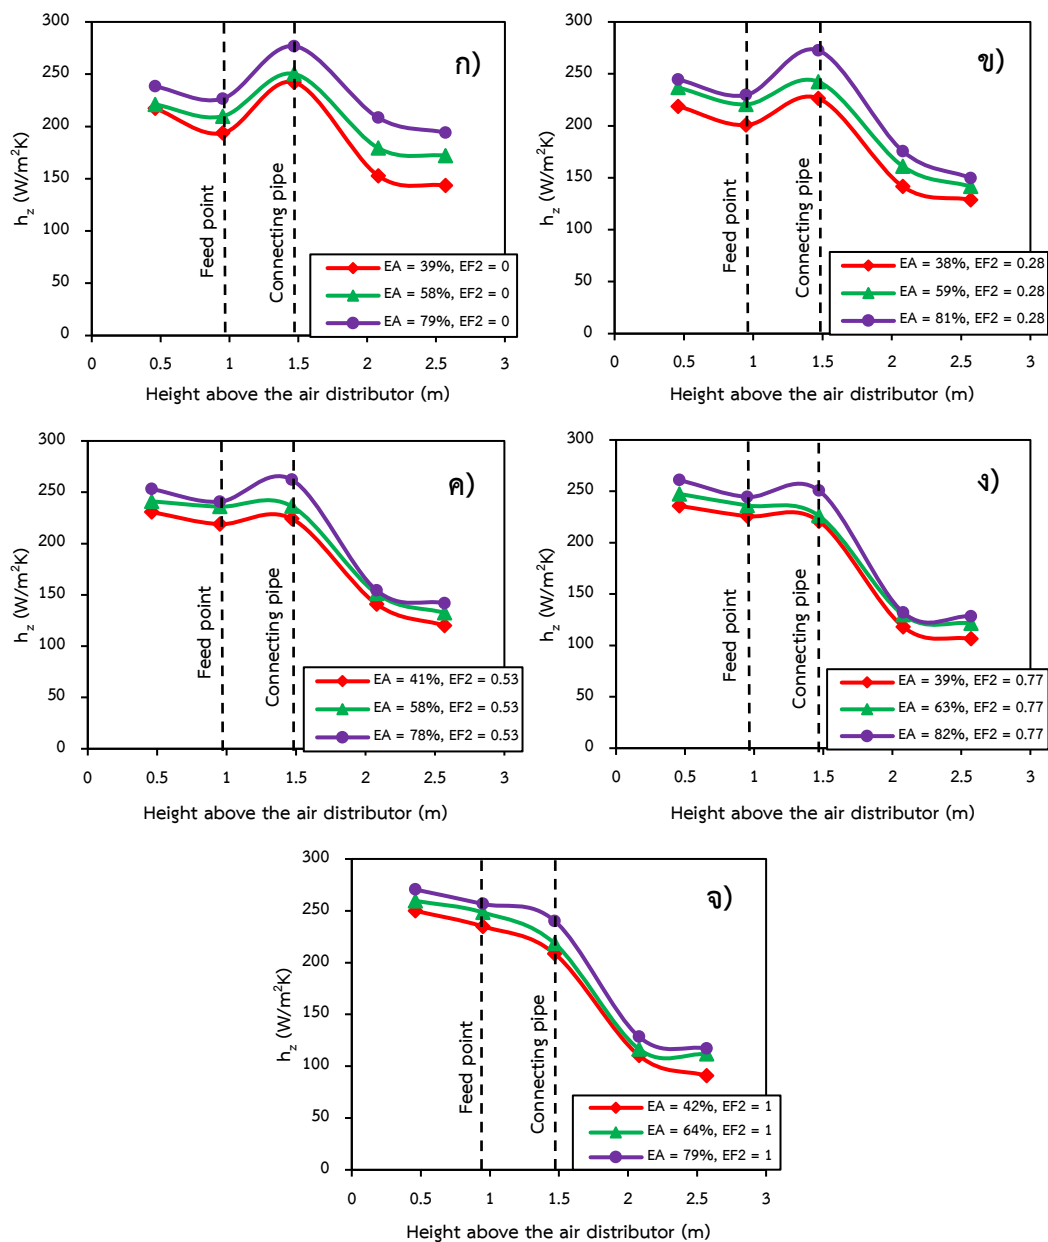 300
250
200
150
100
50
0
h_z (W/m²K)
ก)
Feed point
Connecting pipe
EA = 39%, EF2 = 0
EA = 58%, EF2 = 0
EA = 79%, EF2 = 0
0 0.5 1 1.5 2 2.5 3
Height above the air distributor (m)
300
250
200
150
100
50
0
h_z (W/m²K)
ข)
Feed point
Connecting pipe
EA = 38%, EF2 = 0.28
EA = 59%, EF2 = 0.28
EA = 81%, EF2 = 0.28
0 0.5 1 1.5 2 2.5 3
Height above the air distributor (m)
300
250
200
150
100
50
0
h_z (W/m²K)
ค)
Feed point
Connecting pipe
EA = 41%, EF2 = 0.53
EA = 58%, EF2 = 0.53
EA = 78%, EF2 = 0.53
0 0.5 1 1.5 2 2.5 3
Height above the air distributor (m)
300
250
200
150
100
50
0
h_z (W/m²K)
ง)
Feed point
Connecting pipe
EA = 39%, EF2 = 0.77
EA = 63%, EF2 = 0.77
EA = 82%, EF2 = 0.77
0 0.5 1 1.5 2 2.5 3
Height above the air distributor (m)
300
250
200
150
100
50
0
h_z (W/m²K)
จ)
Feed point
Connecting pipe
EA = 42%, EF2 = 1
EA = 64%, EF2 = 1
EA = 79%, EF2 = 1
0 0.5 1 1.5 2 2.5 3
Height above the air distributor (m)